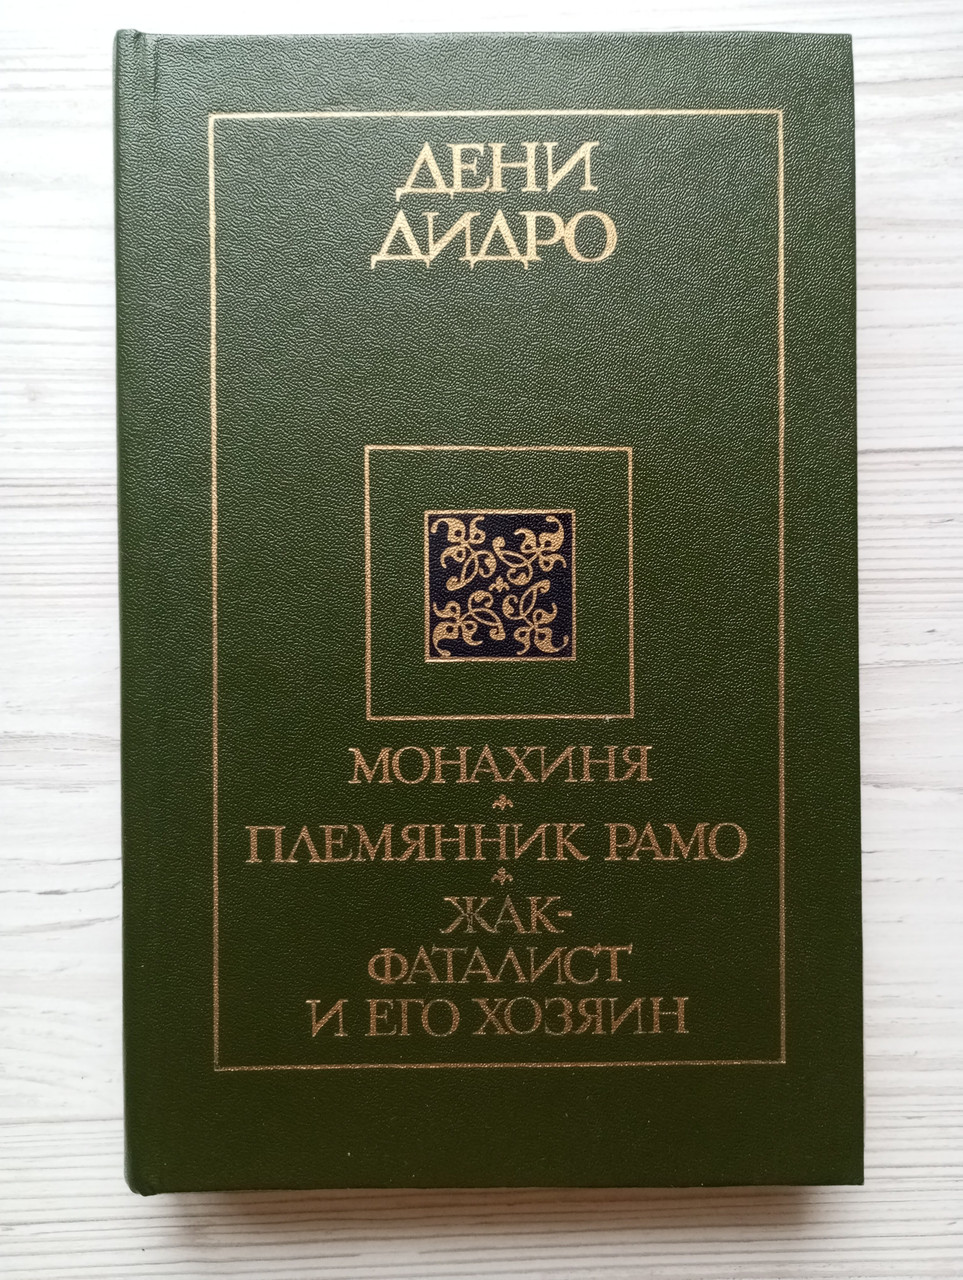 ДЕНИ
ДИДРО
МОНАХИНЯ
ПЛЕМЯННИК РАМО
ЖАК-
ФАТАЛИСТ
И ЕГО ХОЗЯИН